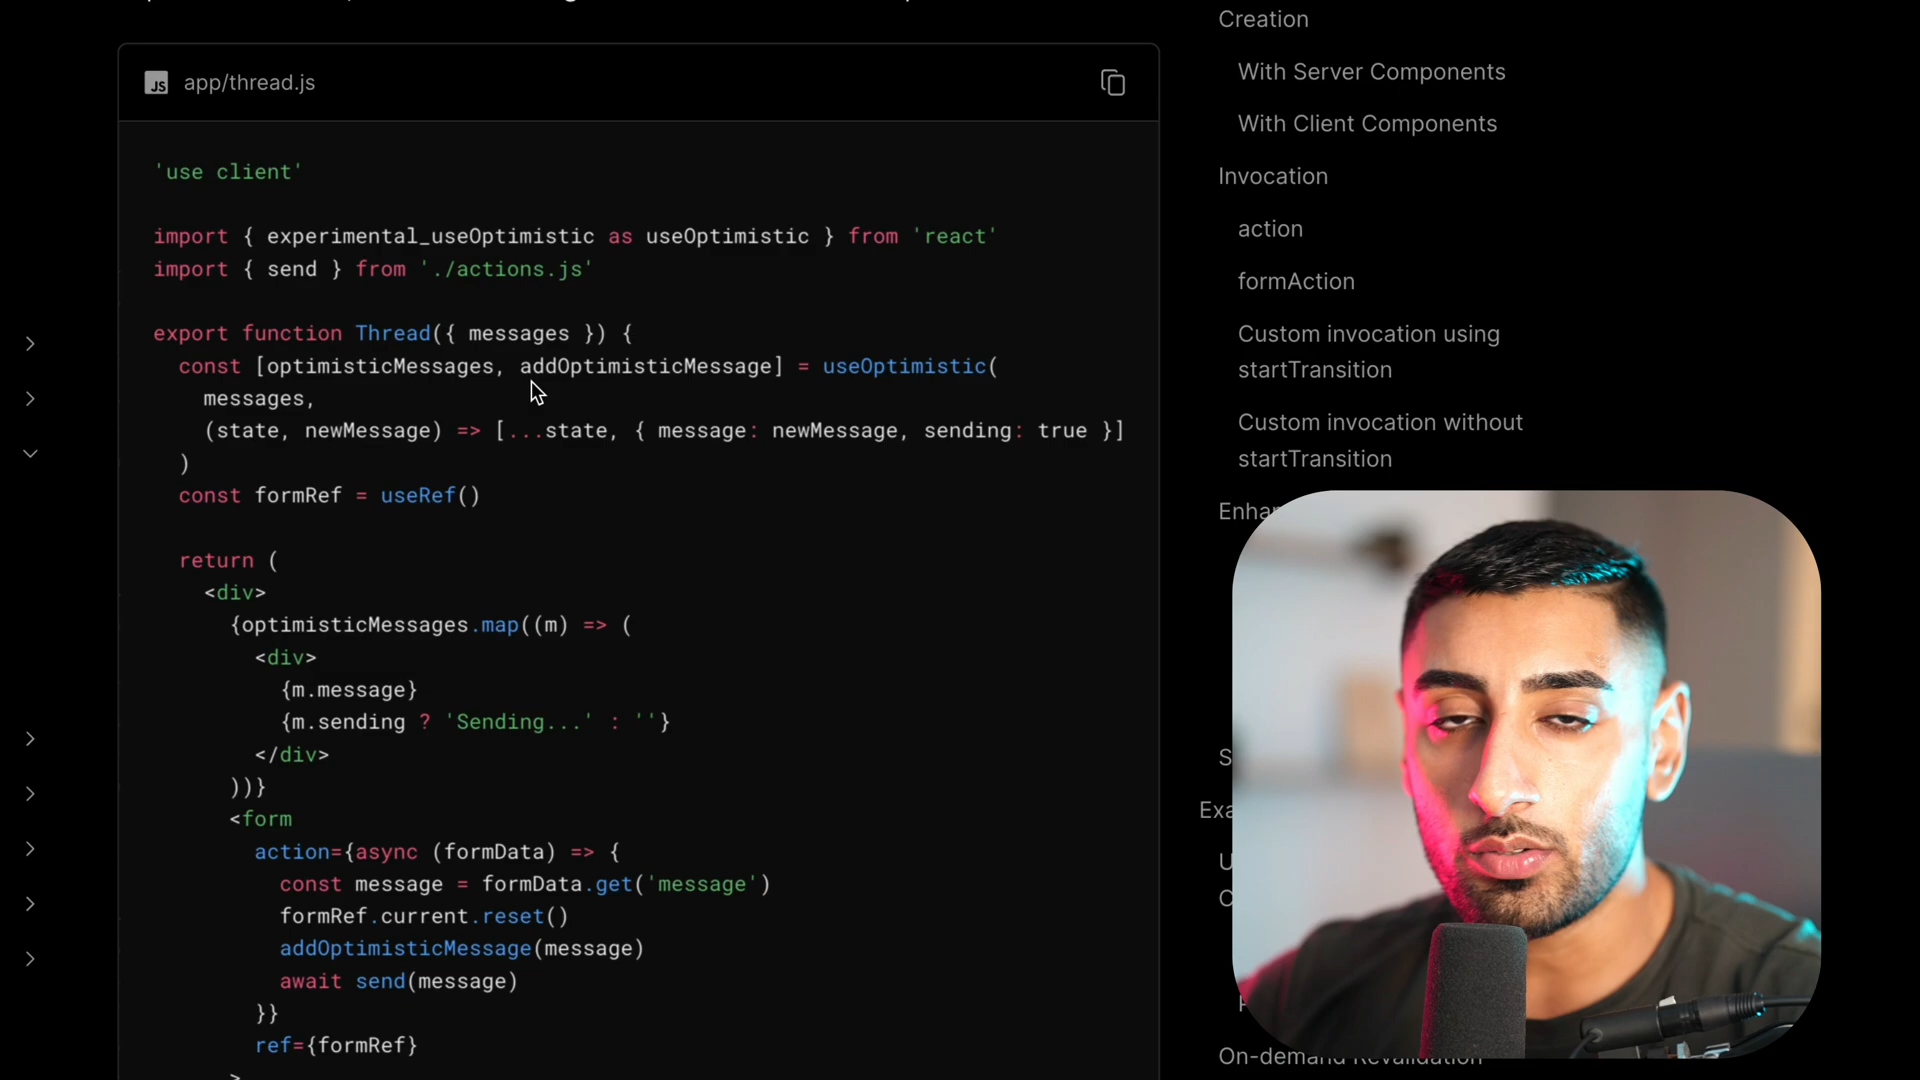 app/thread.js
'use client'
import { experimental_useOptimistic as useOptimistic } from 'react'
import { send } from './actions.js'
export function Thread({ messages }) {
const [optimisticMessages, addOptimisticMessage] = useOptimistic(
messages,
(state, newMessage) => [...state, { message: newMessage, sending: true }]
)
const formRef = useRef()
return (
<div>
{optimisticMessages.map((m) => (
<div>
{m.message}
{m.sending ? 'Sending...' : ''}
</div>
))}
<form
action={async (formData) => {
const message = formData.get('message')
formRef.current.reset()
addOptimisticMessage(message)
await send(message)
}}
ref={formRef}
>
Creation
With Server Components
With Client Components
Invocation
action
formAction
Custom invocation using
startTransition
Custom invocation without
startTransition
On-demand Revalidation
JS